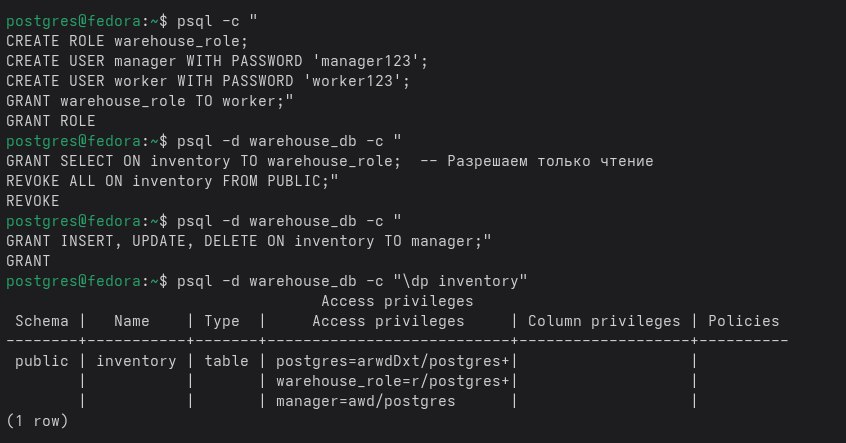 postgres@fedora:~$ psql -c "
CREATE ROLE warehouse_role;
CREATE USER manager WITH PASSWORD 'manager123';
CREATE USER worker WITH PASSWORD 'worker123';
GRANT warehouse_role TO worker;"
GRANT ROLE
postgres@fedora:~$ psql -d warehouse_db -c "
GRANT SELECT ON inventory TO warehouse_role;  -- Разрешаем только чтение
REVOKE ALL ON inventory FROM PUBLIC;"
REVOKE
postgres@fedora:~$ psql -d warehouse_db -c "
GRANT INSERT, UPDATE, DELETE ON inventory TO manager;"
GRANT
postgres@fedora:~$ psql -d warehouse_db -c "\dp inventory"
                                   Access privileges
 Schema |   Name    | Type  |     Access privileges     | Column privileges | Policies
--------+-----------+-------+---------------------------+-------------------+----------
 public | inventory | table | postgres=arwdDxt/postgres+|                   |
        |           |       | warehouse_role=r/postgres+|                   |
        |           |       | manager=awd/postgres      |                   |
(1 row)